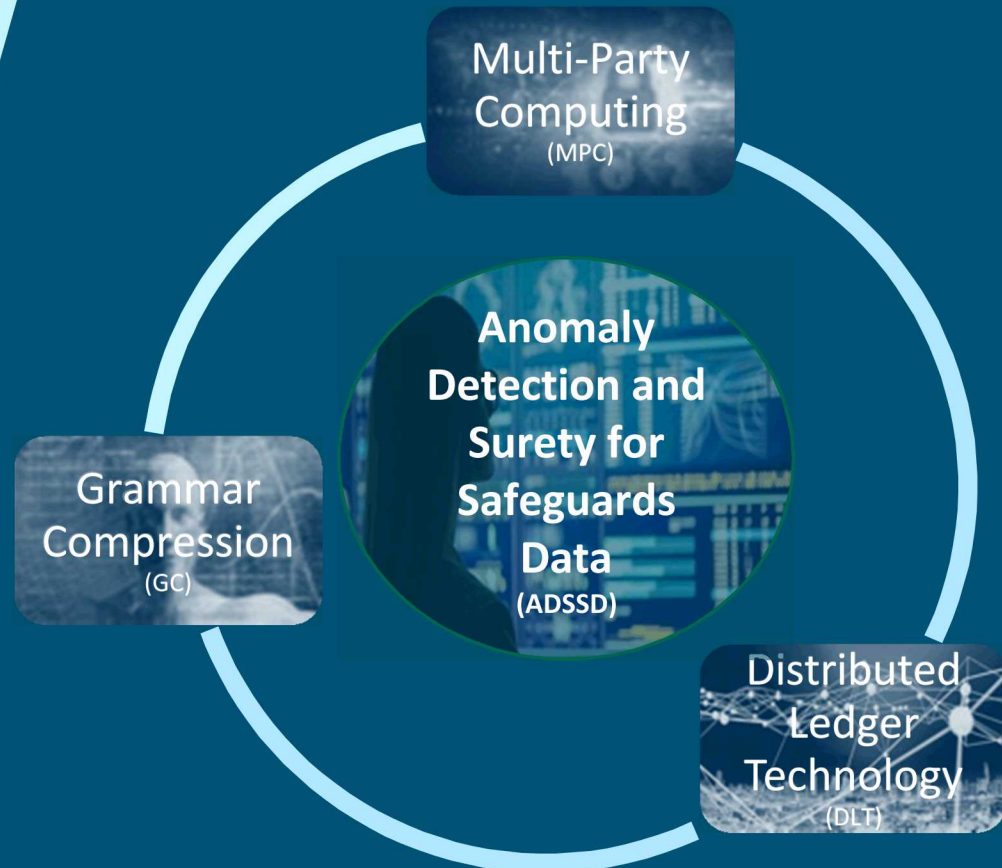 Multi-Party
Computing
(MPC)
Anomaly
Detection and
Surety for
Safeguards
Data
(ADSSD)
Grammar
Compression
(GC)
Distributed
Ledger
Technology
(DLT)